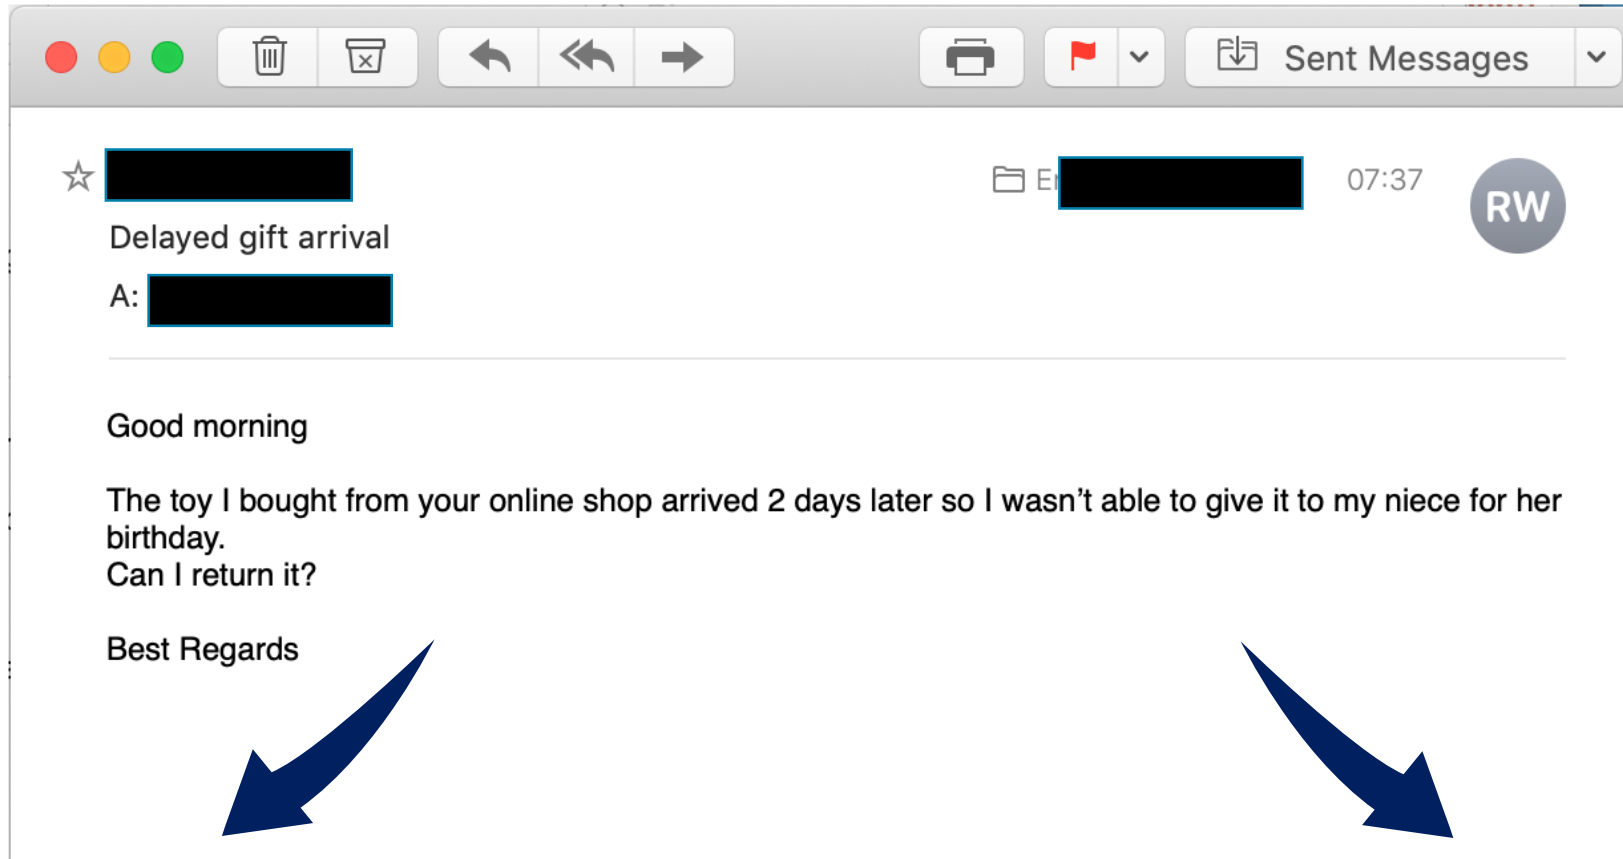 Sent Messages
07:37
RW
Delayed gift arrival
A:
Good morning
The toy I bought from your online shop arrived 2 days later so I wasn’t able to give it to my niece for her
birthday.
Can I return it?
Best Regards